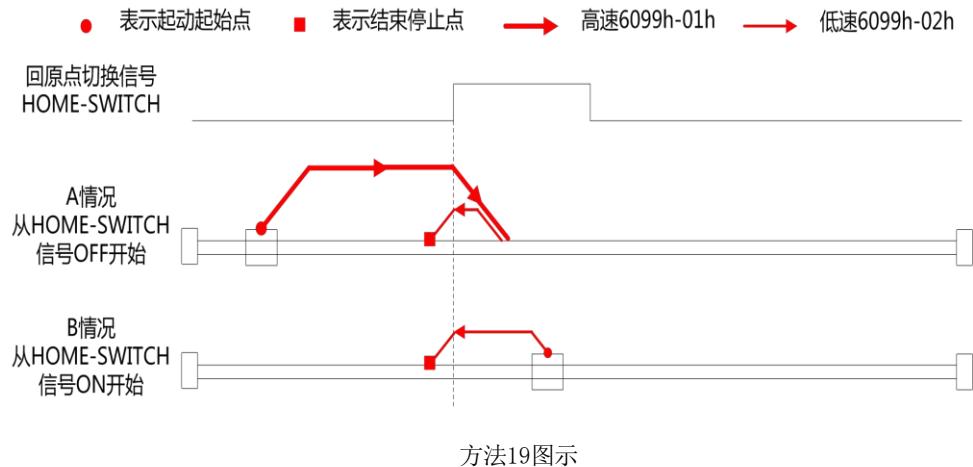 表示起动起始点 表示结束停止点 高速6099h-01h 低速6099h-02h
回原点切换信号
HOME-SWITCH
A情况
从HOME-SWITCH
信号OFF开始
B情况
从HOME-SWITCH
信号ON开始
方法19图示